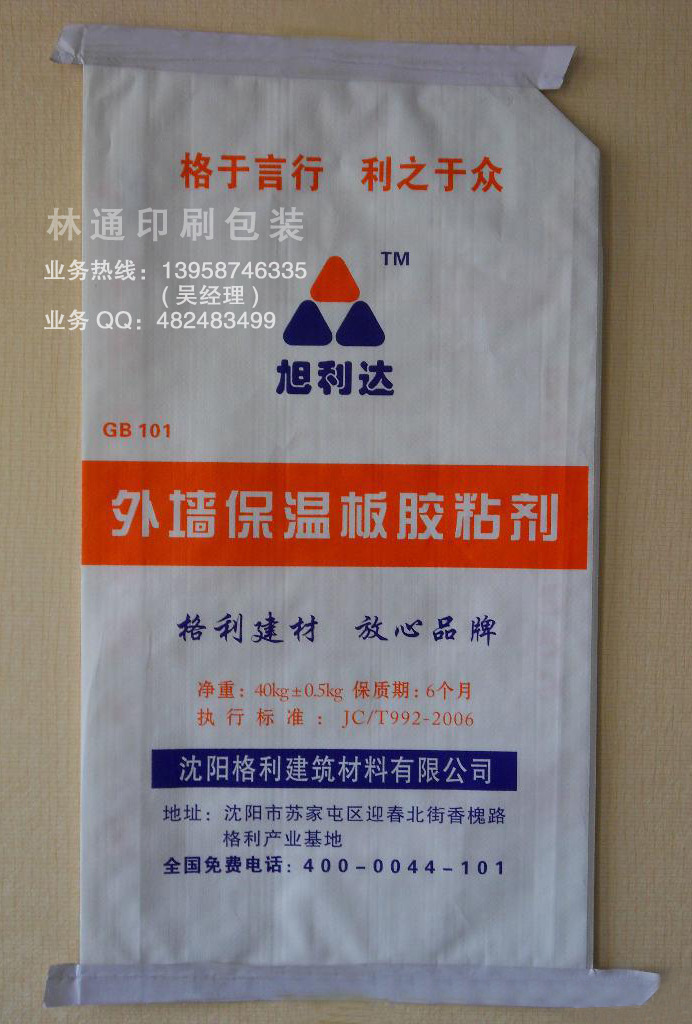 格于言行 利之于众
林通印刷包装
TM
业务热线：13958746335
(吴经理)
业务QQ：482483499
旭利达
GB 101
外墙保温板胶粘剂
格利建材 放心品牌
净重：40kg±0.5kg 保质期：6个月
执行标准：JC/T992-2006
沈阳格利建筑材料有限公司
地址：沈阳市苏家屯区迎春北街香槐路
格利产业基地
全国免费电话：400-0044-101